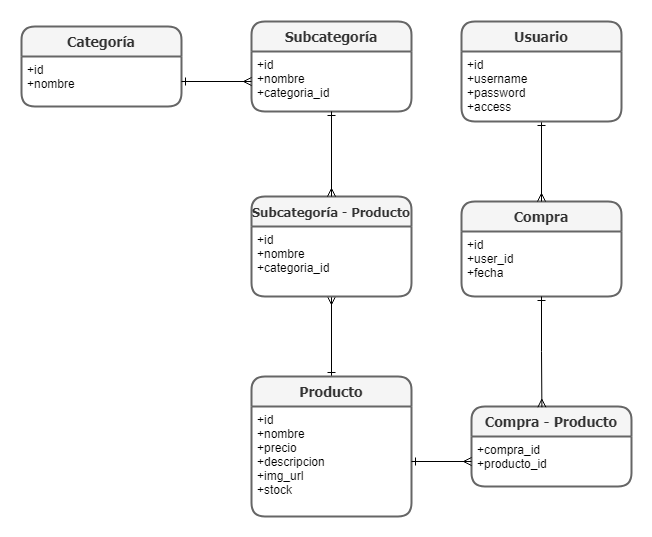 Categoría
+id
+nombre
Subcategoría
+id
+nombre
+categoria_id
Usuario
+id
+username
+password
+access
Subcategoría - Producto
+id
+nombre
+categoria_id
Compra
+id
+user_id
+fecha
Producto
+id
+nombre
+precio
+descripcion
+img_url
+stock
Compra - Producto
+compra_id
+producto_id